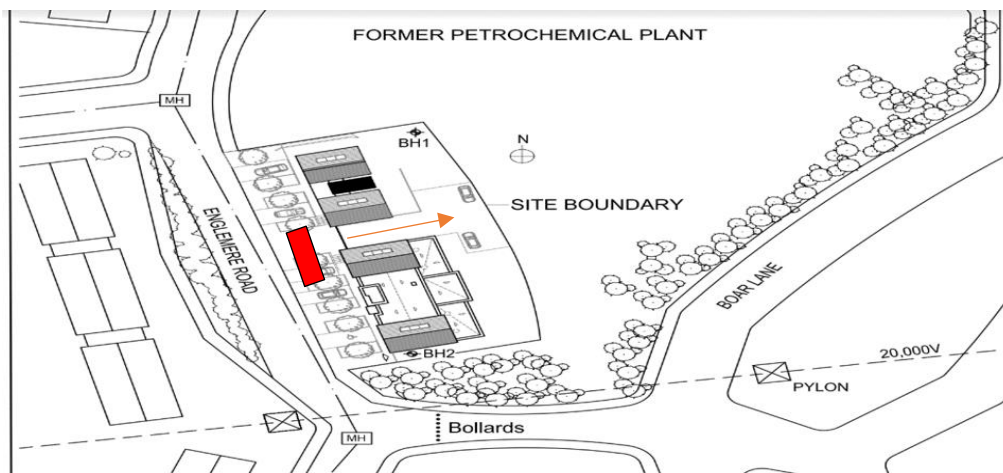 FORMER PETROCHEMICAL PLANT
MH
BH1
N
SITE BOUNDARY
ENGLEMERE ROAD
BOAR LANE
BH2
20,000V
PYLON
Bollards
MH